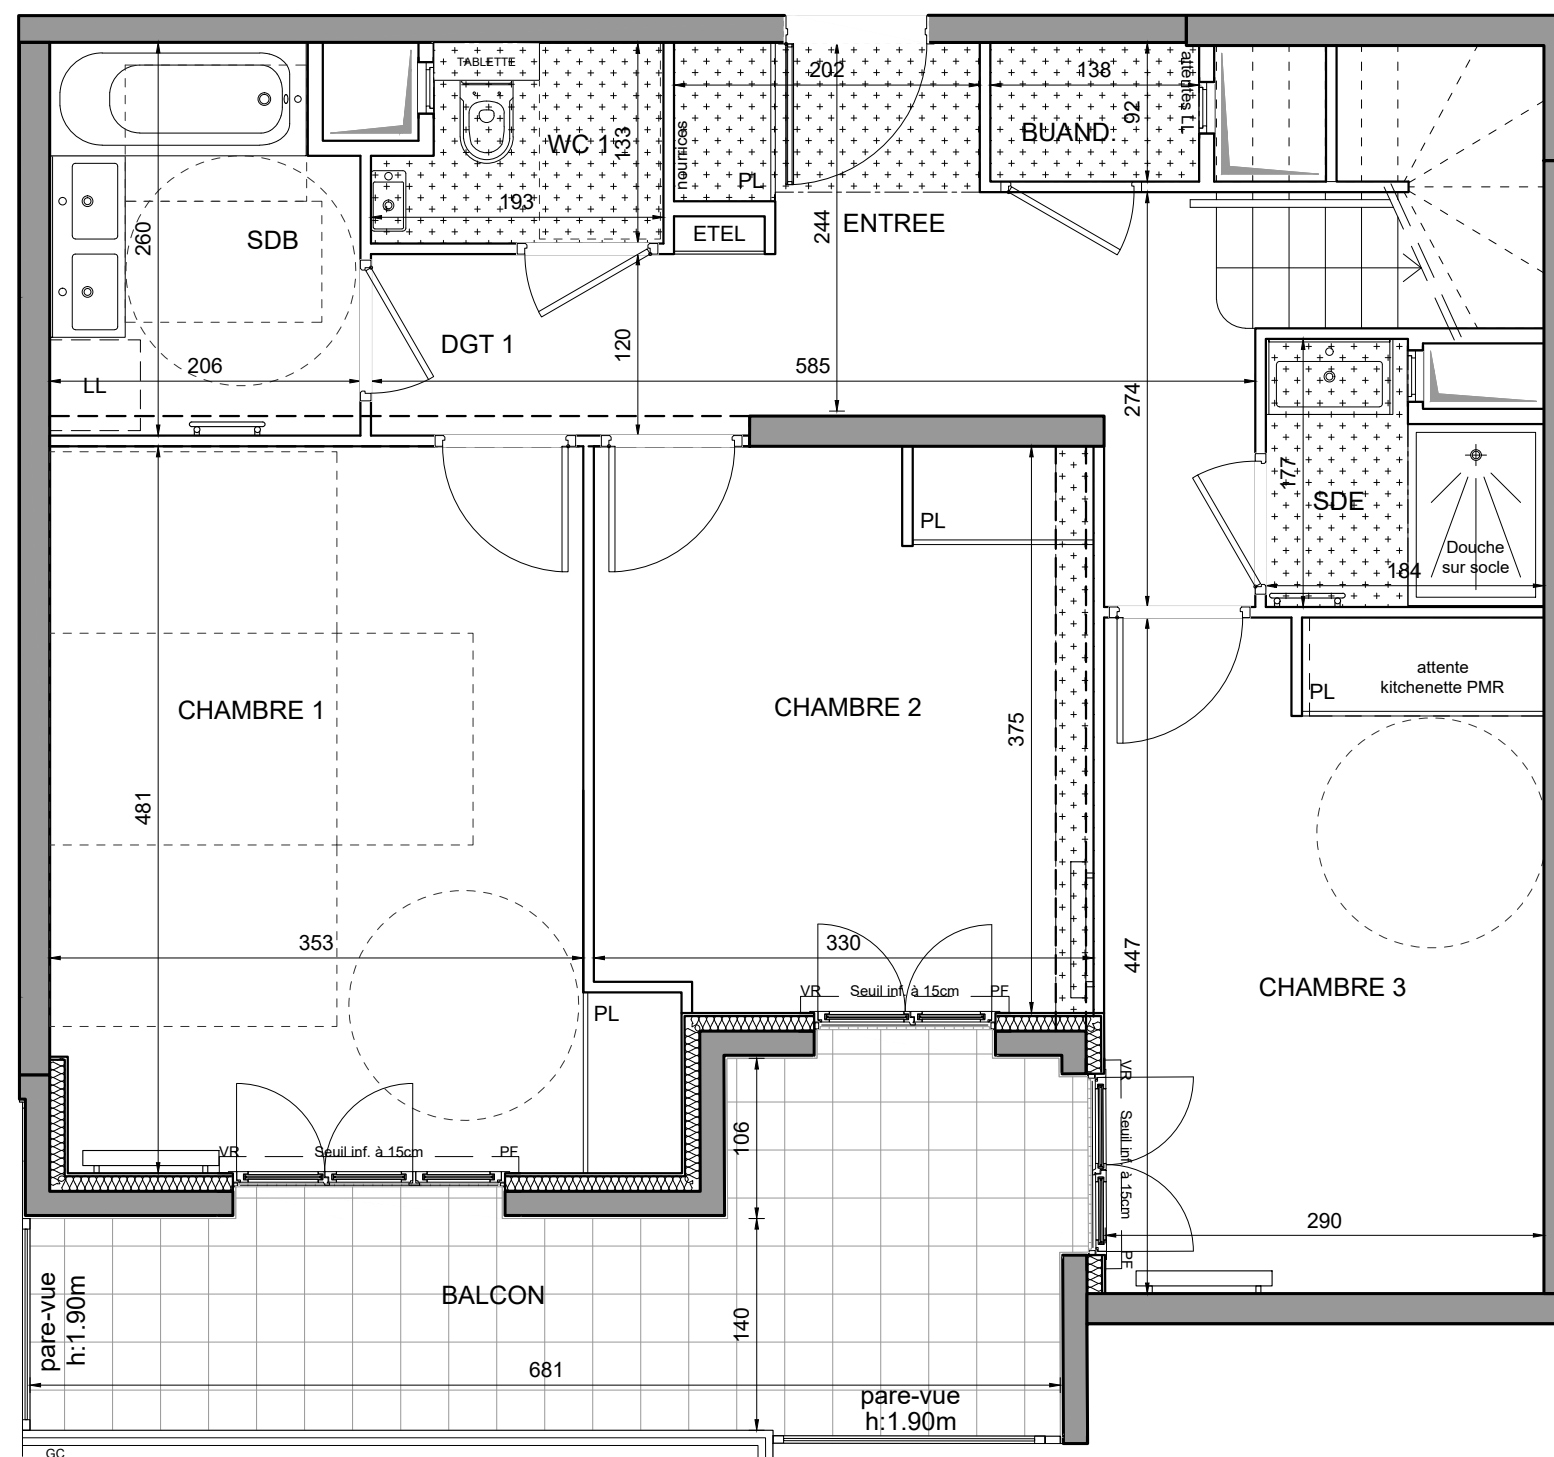 TABLETTE
202
138
attentes LL
92
BUAND.
WC 1
133
nourrices
PL
193
ETEL
244
ENTREE
260
SDB
DGT 1
120
206
585
LL
274
177
SDE
PL
Douche
sur socle
184
attente
kitchenette PMR
PL
CHAMBRE 1
CHAMBRE 2
375
481
353
330
447
CHAMBRE 3
VR
Seuil inf. à 15cm
PF
PL
VR
Seuil inf. à 15cm
PF
106
VR
Seuil inf. à 15cm
PF
290
BALCON
pare-vue
h:1.90m
140
681
pare-vue
h:1.90m
GC